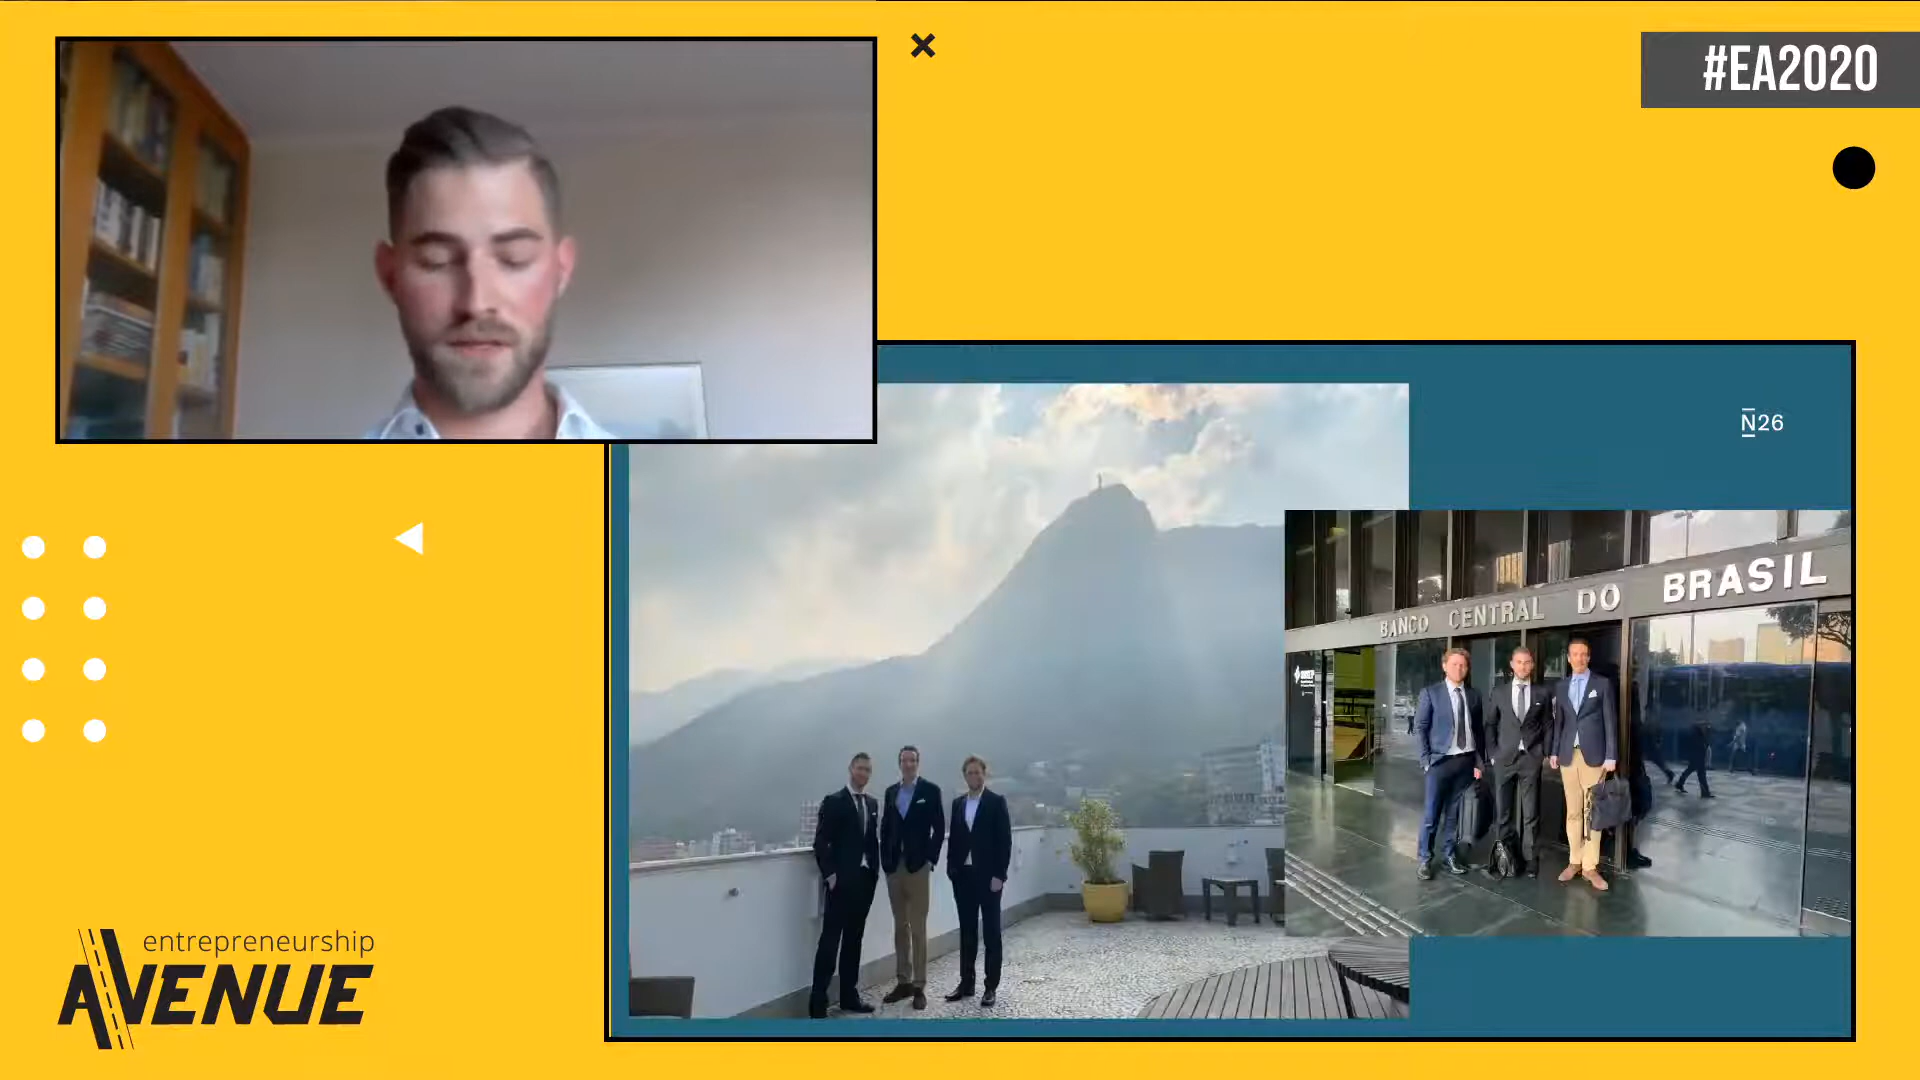 #EA2020
N26
BANCO CENTRAL DO BRASIL
entrepreneurship
AVENUE